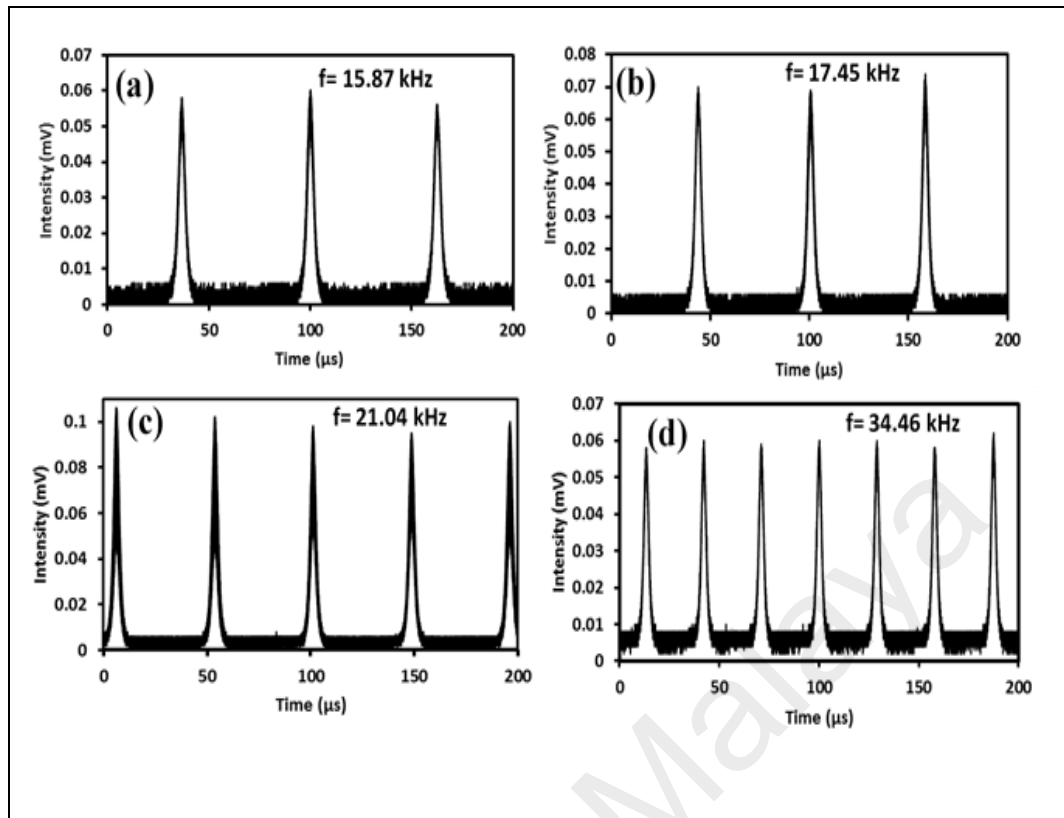 (a)
f= 15.87 kHz
Intensity (mV)
0.07
0.06
0.05
0.04
0.03
0.02
0.01
0
0 50 100 150 200
Time (µs)
(b)
f= 17.45 kHz
Intensity (mV)
0.08
0.07
0.06
0.05
0.04
0.03
0.02
0.01
0
0 50 100 150 200
Time (µs)
(c)
f= 21.04 kHz
Intensity (mV)
0.1
0.08
0.06
0.04
0.02
0
0 50 100 150 200
Time (µs)
(d)
f= 34.46 kHz
Intensity (mV)
0.07
0.06
0.05
0.04
0.03
0.02
0.01
0
0 50 100 150 200
Time (µs)
Malaya